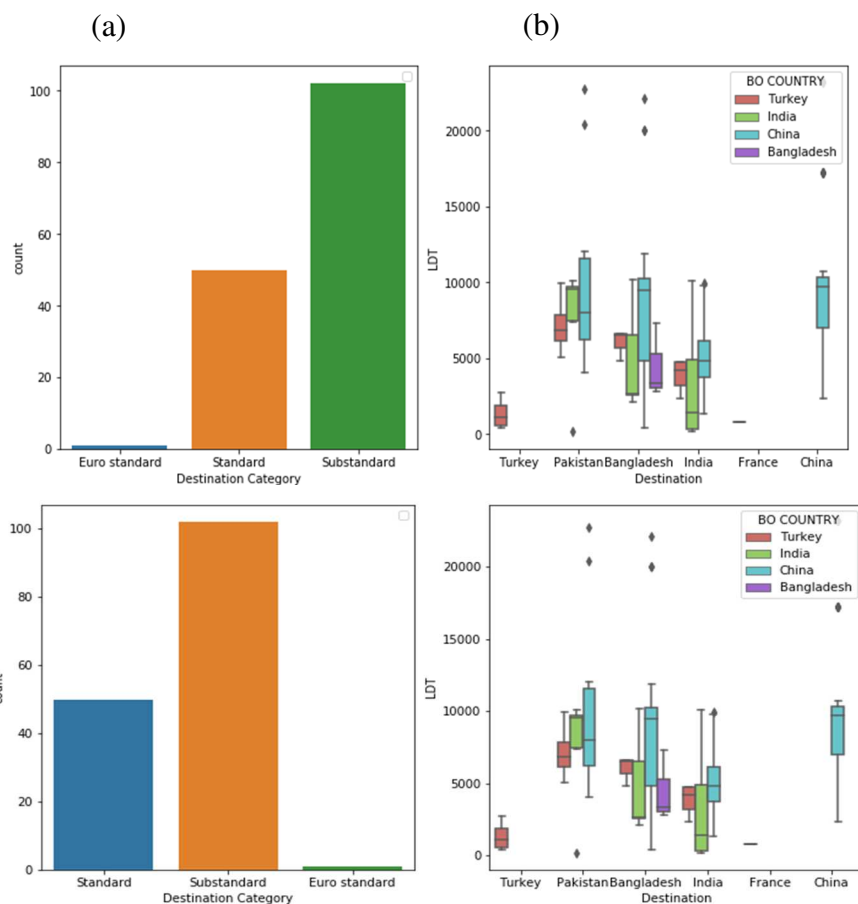 (a)
(b)
100
80
60
40
20
0
count
Euro standard
Standard
Substandard
Destination Category
20000
15000
10000
5000
0
LDT
BO COUNTRY
Turkey
India
China
Bangladesh
Turkey
Pakistan
Bangladesh
India
France
China
Destination
100
80
60
40
20
0
count
Standard
Substandard
Euro standard
Destination Category
20000
15000
10000
5000
0
LDT
BO COUNTRY
Turkey
India
China
Bangladesh
Turkey
Pakistan
Bangladesh
India
France
China
Destination